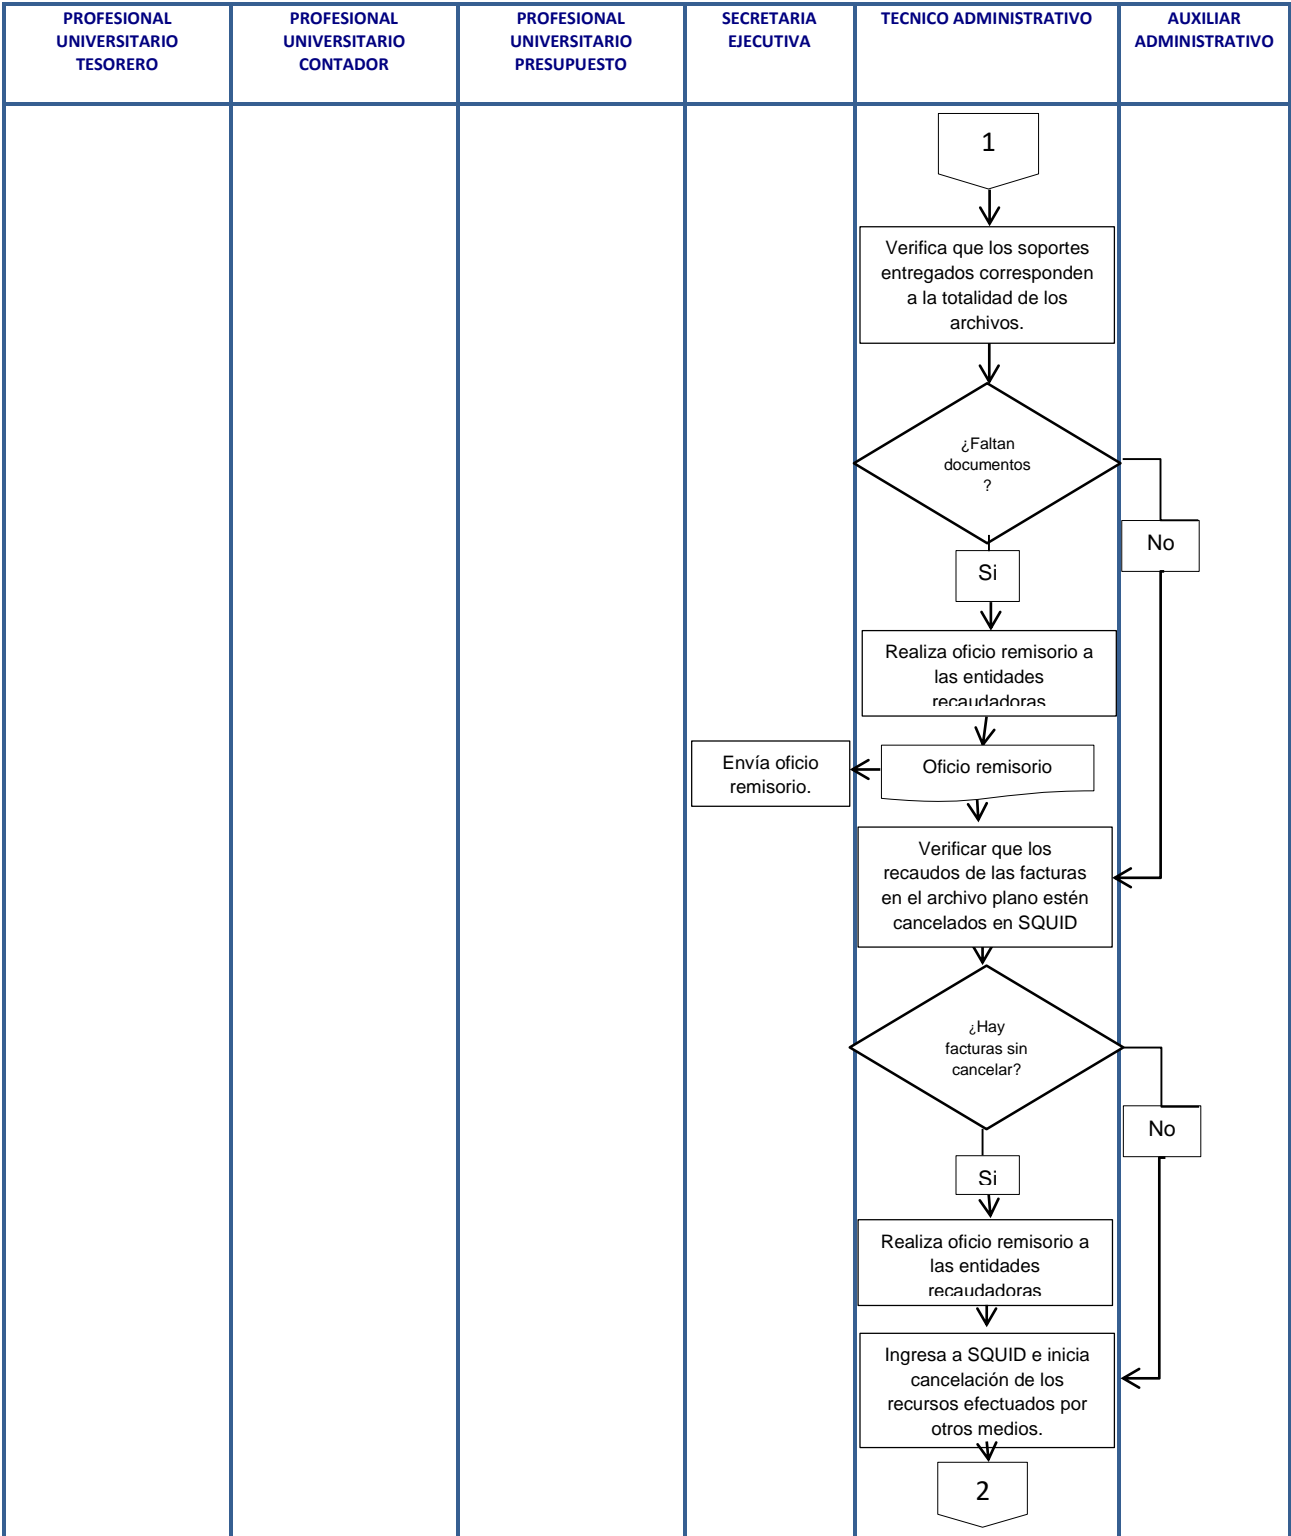 PROFESIONAL
UNIVERSITARIO
TESORERO
PROFESIONAL
UNIVERSITARIO
CONTADOR
PROFESIONAL
UNIVERSITARIO
PRESUPUESTO
SECRETARIA
EJECUTIVA
TECNICO ADMINISTRATIVO
AUXILIAR
ADMINISTRATIVO
1
Verifica que los soportes
entregados corresponden
a la totalidad de los
archivos.
¿Faltan
documentos
?
No
Si
Realiza oficio remisorio a
las entidades
recaudadoras
Envía oficio
remisorio.
Oficio remisorio
Verificar que los
recaudos de las facturas
en el archivo plano estén
cancelados en SQUID
¿Hay
facturas sin
cancelar?
No
Si
Realiza oficio remisorio a
las entidades
recaudadoras
Ingresa a SQUID e inicia
cancelación de los
recursos efectuados por
otros medios.
2